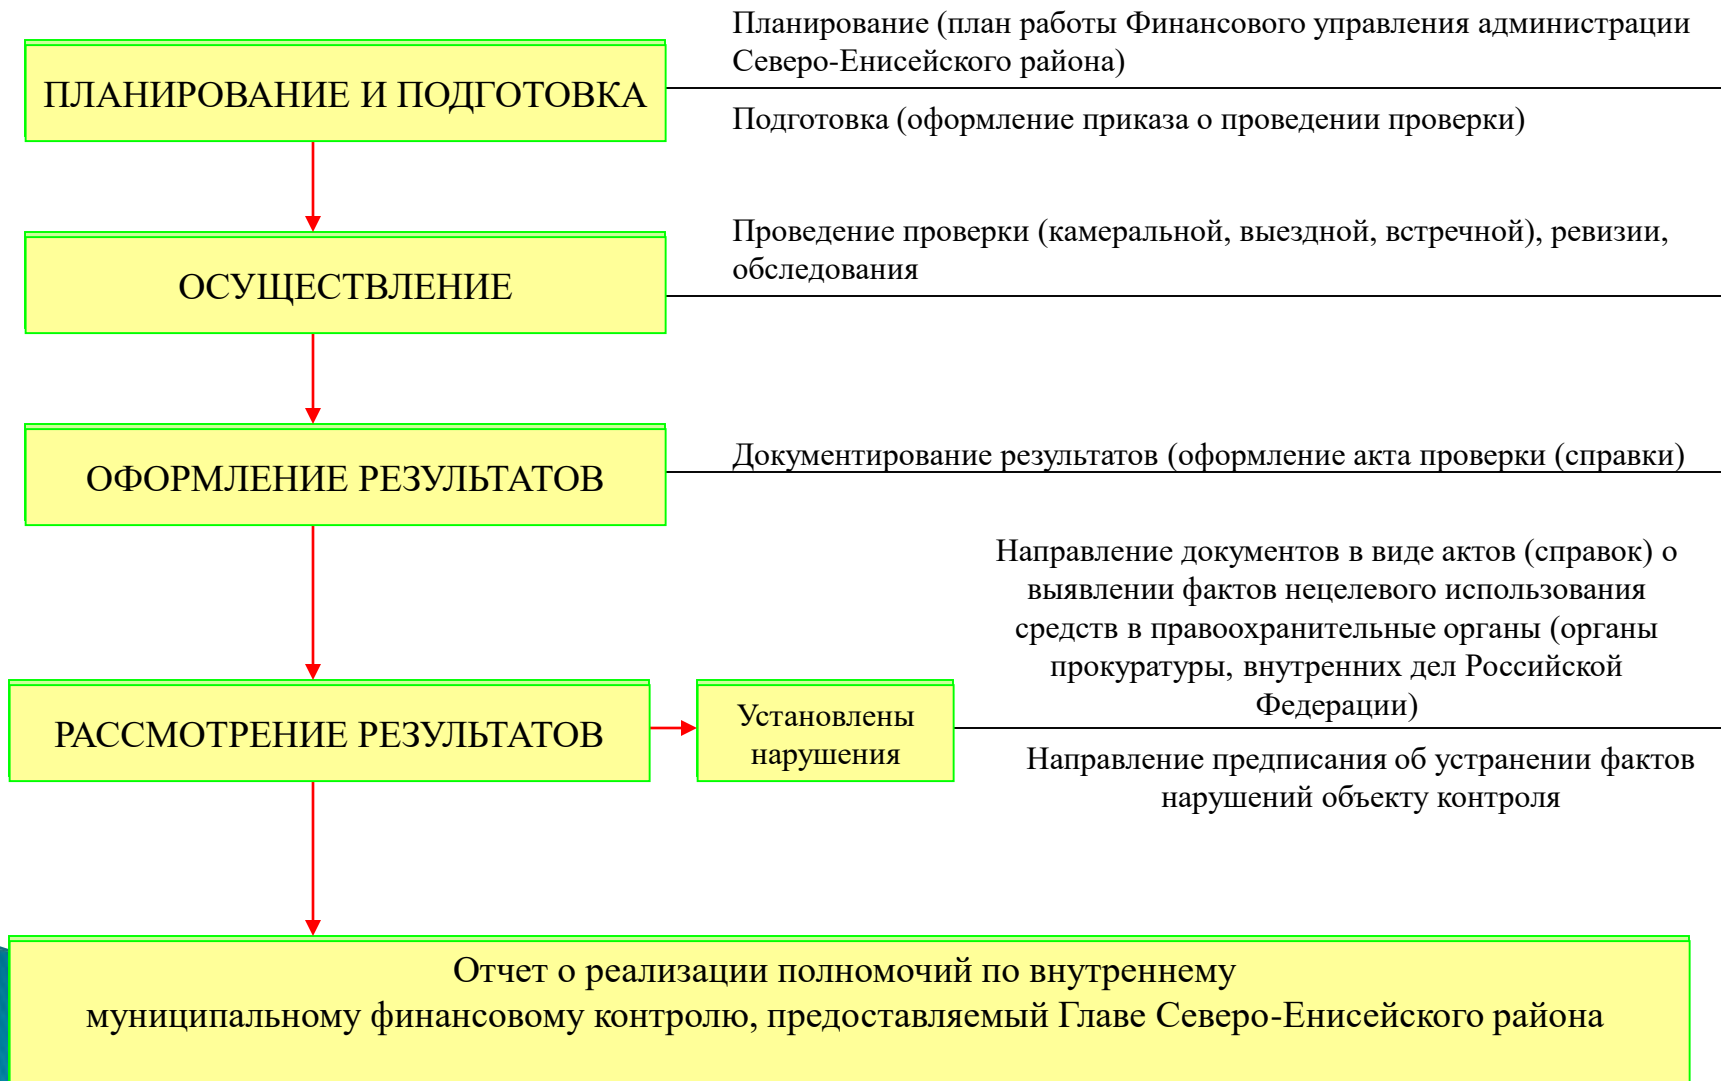 Планирование (план работы Финансового управления администрации
Северо-Енисейского района)
ПЛАНИРОВАНИЕ И ПОДГОТОВКА
Подготовка (оформление приказа о проведении проверки)
Проведение проверки (камеральной, выездной, встречной), ревизии,
обследования
ОСУЩЕСТВЛЕНИЕ
Документирование результатов (оформление акта проверки (справки)
ОФОРМЛЕНИЕ РЕЗУЛЬТАТОВ
Направление документов в виде актов (справок) о
выявлении фактов нецелевого использования
средств в правоохранительные органы (органы
прокуратуры, внутренних дел Российской
Федерации)
РАССМОТРЕНИЕ РЕЗУЛЬТАТОВ
Установлены
нарушения
Направление предписания об устранении фактов
нарушений объекту контроля
Отчет о реализации полномочий по внутреннему
муниципальному финансовому контролю, предоставляемый Главе Северо-Енисейского района